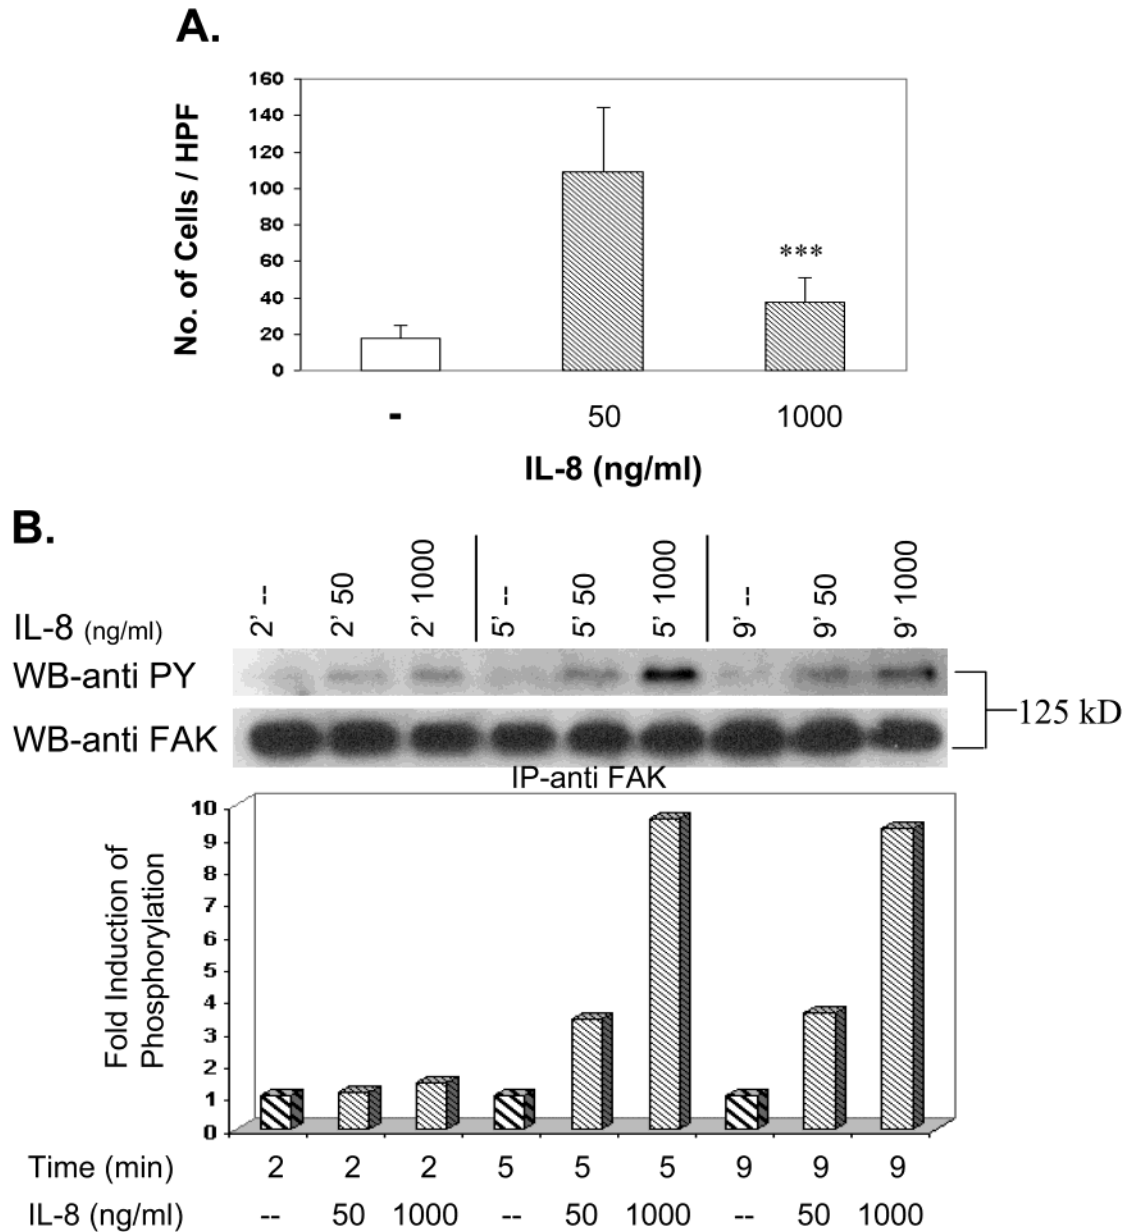 A.
No. of Cells / HPF
160
140
120
100
80
60
40
20
0
***
- 50 1000
IL-8 (ng/ml)
B.
IL-8 (ng/ml) 2' -- 2' 50 2' 1000 5' -- 5' 50 5' 1000 9' -- 9' 50 9' 1000
WB-anti PY
WB-anti FAK
125 kD
IP-anti FAK
Fold Induction of
Phosphorylation
10
9
8
7
6
5
4
3
2
1
0
Time (min) 2 2 2 5 5 5 9 9 9
IL-8 (ng/ml) -- 50 1000 -- 50 1000 -- 50 1000